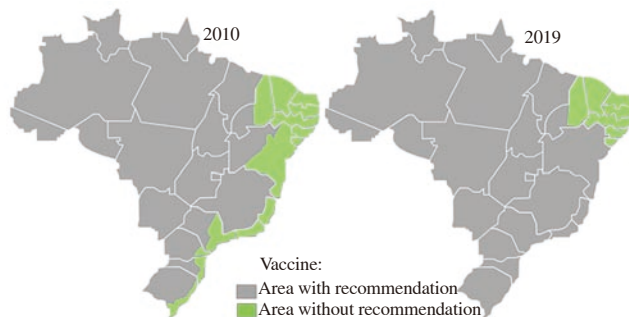 2010
2019
Vaccine:
Area with recommendation
Area without recommendation